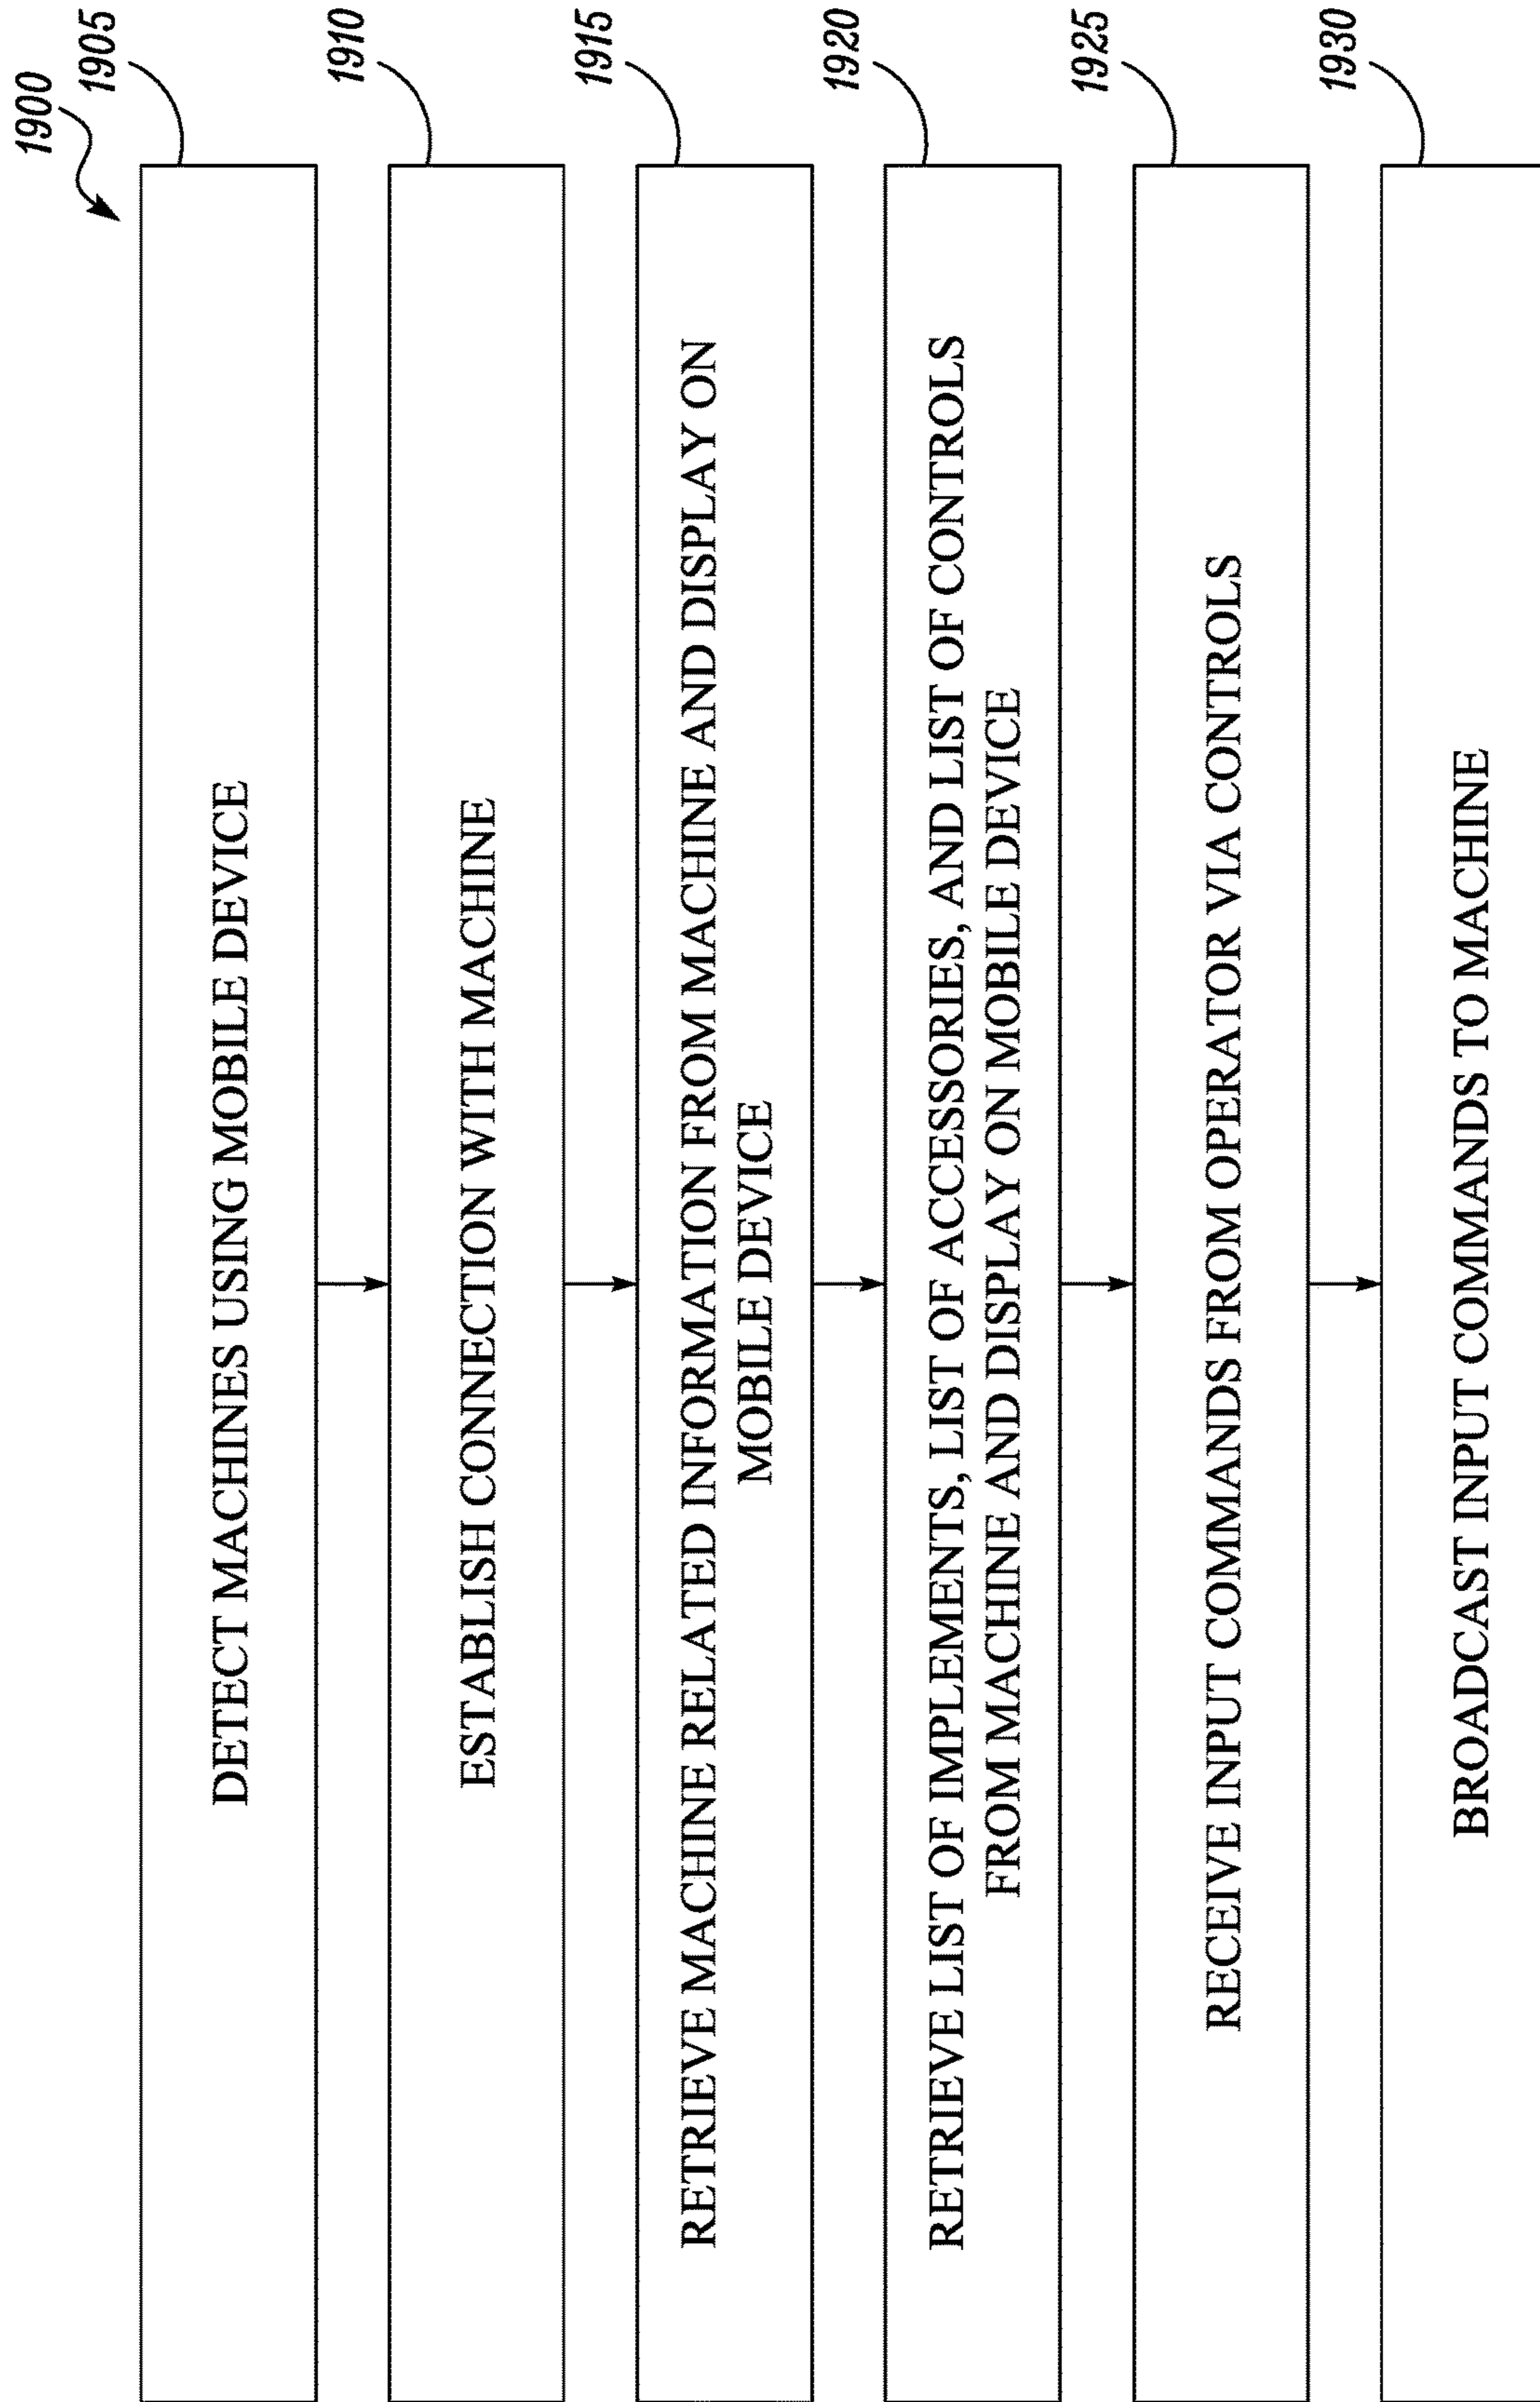 1900
1905
DETECT MACHINES USING MOBILE DEVICE
1910
ESTABLISH CONNECTION WITH MACHINE
1915
RETRIEVE MACHINE RELATED INFORMATION FROM MACHINE AND DISPLAY ON
MOBILE DEVICE
1920
RETRIEVE LIST OF IMPLEMENTS, LIST OF ACCESSORIES, AND LIST OF CONTROLS
FROM MACHINE AND DISPLAY ON MOBILE DEVICE
1925
RECEIVE INPUT COMMANDS FROM OPERATOR VIA CONTROLS
1930
BROADCAST INPUT COMMANDS TO MACHINE